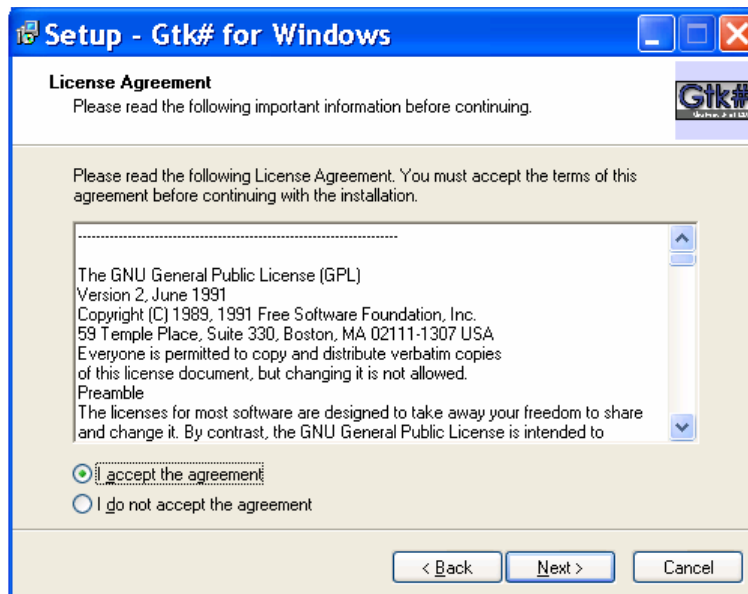 Setup - Gtk# for Windows
License Agreement
Please read the following important information before continuing.
Gtk#
Please read the following License Agreement. You must accept the terms of this
agreement before continuing with the installation.
-----------------------------------------------------------------------
The GNU General Public License (GPL)
Version 2, June 1991
Copyright (C) 1989, 1991 Free Software Foundation, Inc.
59 Temple Place, Suite 330, Boston, MA 02111-1307 USA
Everyone is permitted to copy and distribute verbatim copies
of this license document, but changing it is not allowed.
Preamble
The licenses for most software are designed to take away your freedom to share
and change it. By contrast, the GNU General Public License is intended to
I accept the agreement
I do not accept the agreement
< Back Next > Cancel